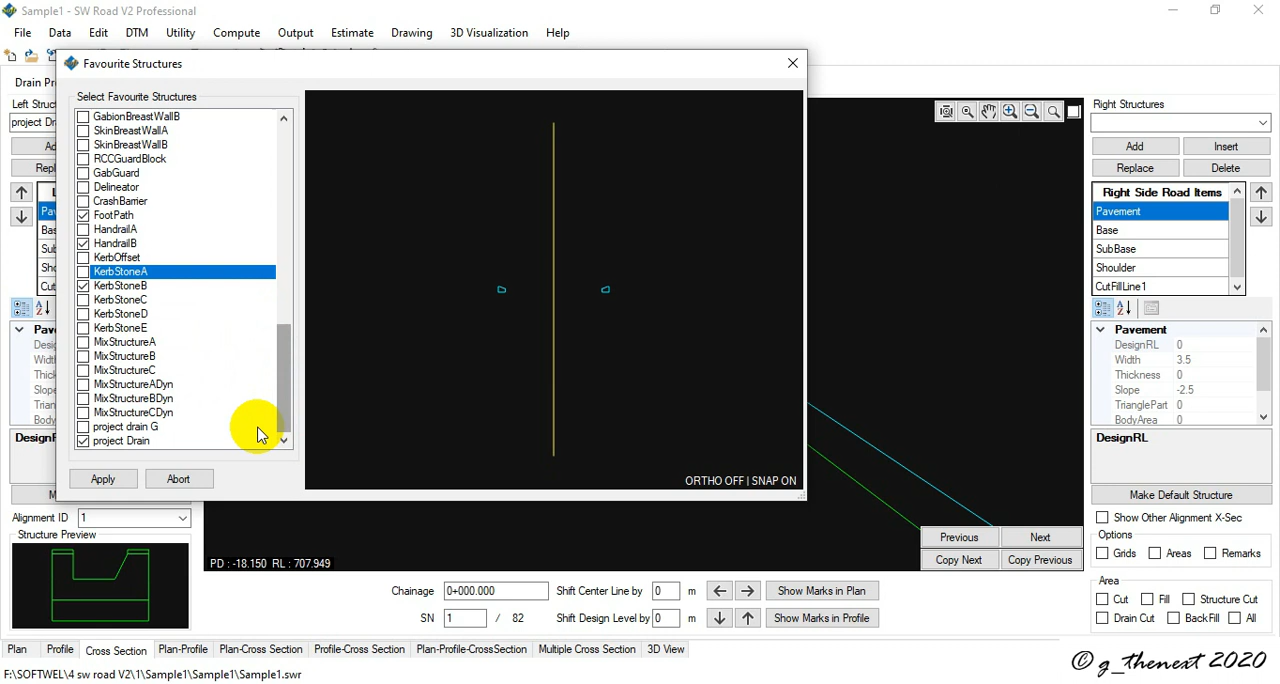 Sample1 - SW Road V2 Professional
File Data Edit DTM Utility Compute Output Estimate Drawing 3D Visualization Help
Favourite Structures
Drain Pr
Select Favourite Structures
Left Struct
Right Structures
project Dr
GabionBreastWallB
SkinBreastWallA
SkinBreastWallB
RCCGuardBlock
GabGuard
Delineator
CrashBarrier
FootPath
HandrailA
HandrailB
KerbOffset
KerbStoneA
KerbStoneB
KerbStoneC
KerbStoneD
KerbStoneE
MixStructureA
MixStructureB
MixStructureC
MixStructureADyn
MixStructureBDyn
MixStructureCDyn
project drain G
project Drain
Apply Abort
ORTHO OFF | SNAP ON
Add Insert
Replace Delete
Right Side Road Items
Pavement
Base
SubBase
Shoulder
CutFillLine1
Pavement
DesignRL 0
Width 3.5
Thickness 0
Slope -2.5
TrianglePart 0
BodyArea 0
DesignRL
Make Default Structure
Show Other Alignment X-Sec
Options
Grids Areas Remarks
Area
Cut Fill Structure Cut
Drain Cut BackFill All
Alignment ID 1
Structure Preview
PD : -18.150 RL : 707.949
Previous Next
Copy Next Copy Previous
Chainage 0+000.000 Shift Center Line by 0 m Show Marks in Plan
SN 1 / 82 Shift Design Level by 0 m Show Marks in Profile
Plan Profile Cross Section Plan-Profile Plan-Cross Section Profile-Cross Section Plan-Profile-CrossSection Multiple Cross Section 3D View
F:\SOFTWEL\4 sw road V2\1\Sample1\Sample1\Sample1.swr
© g_thenext 2020